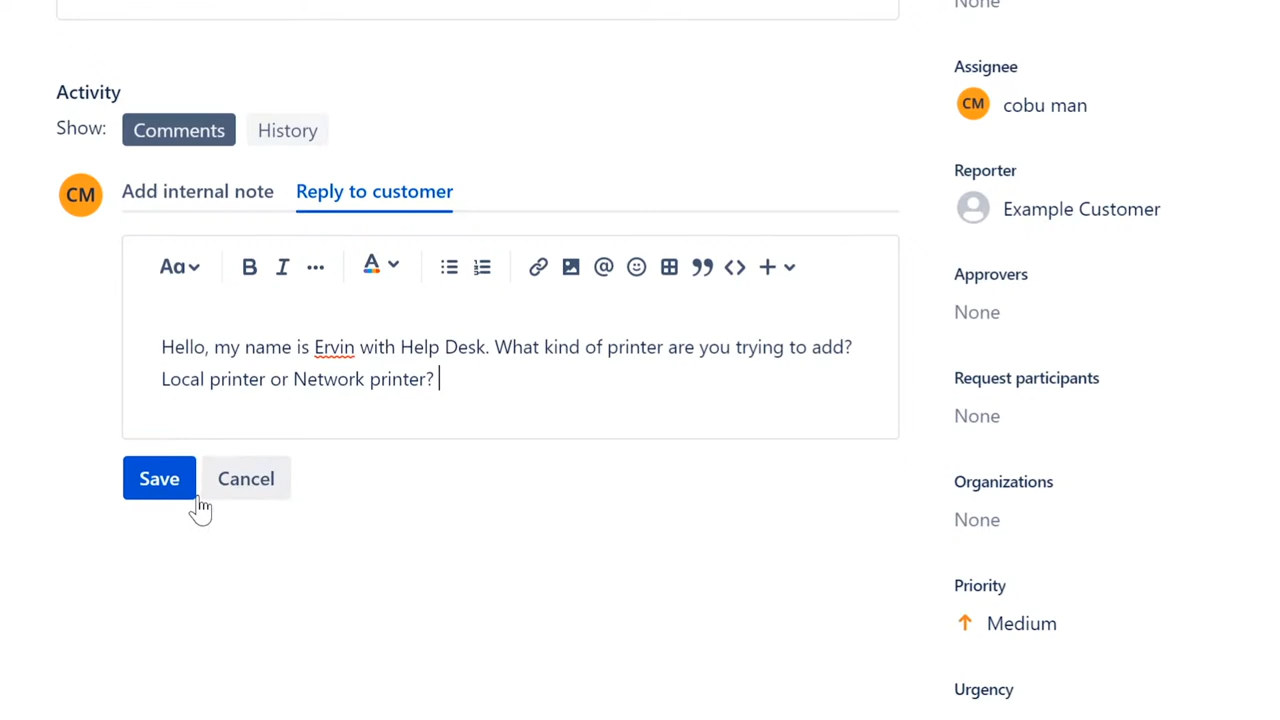 None
Assignee
CM cobu man
Activity
Show: Comments History
Reporter
CM Add internal note Reply to customer
Example Customer
Aa B I A @
Approvers
None
Hello, my name is Ervin with Help Desk. What kind of printer are you trying to add?
Local printer or Network printer?
Request participants
None
Save Cancel
Organizations
None
Priority
Medium
Urgency